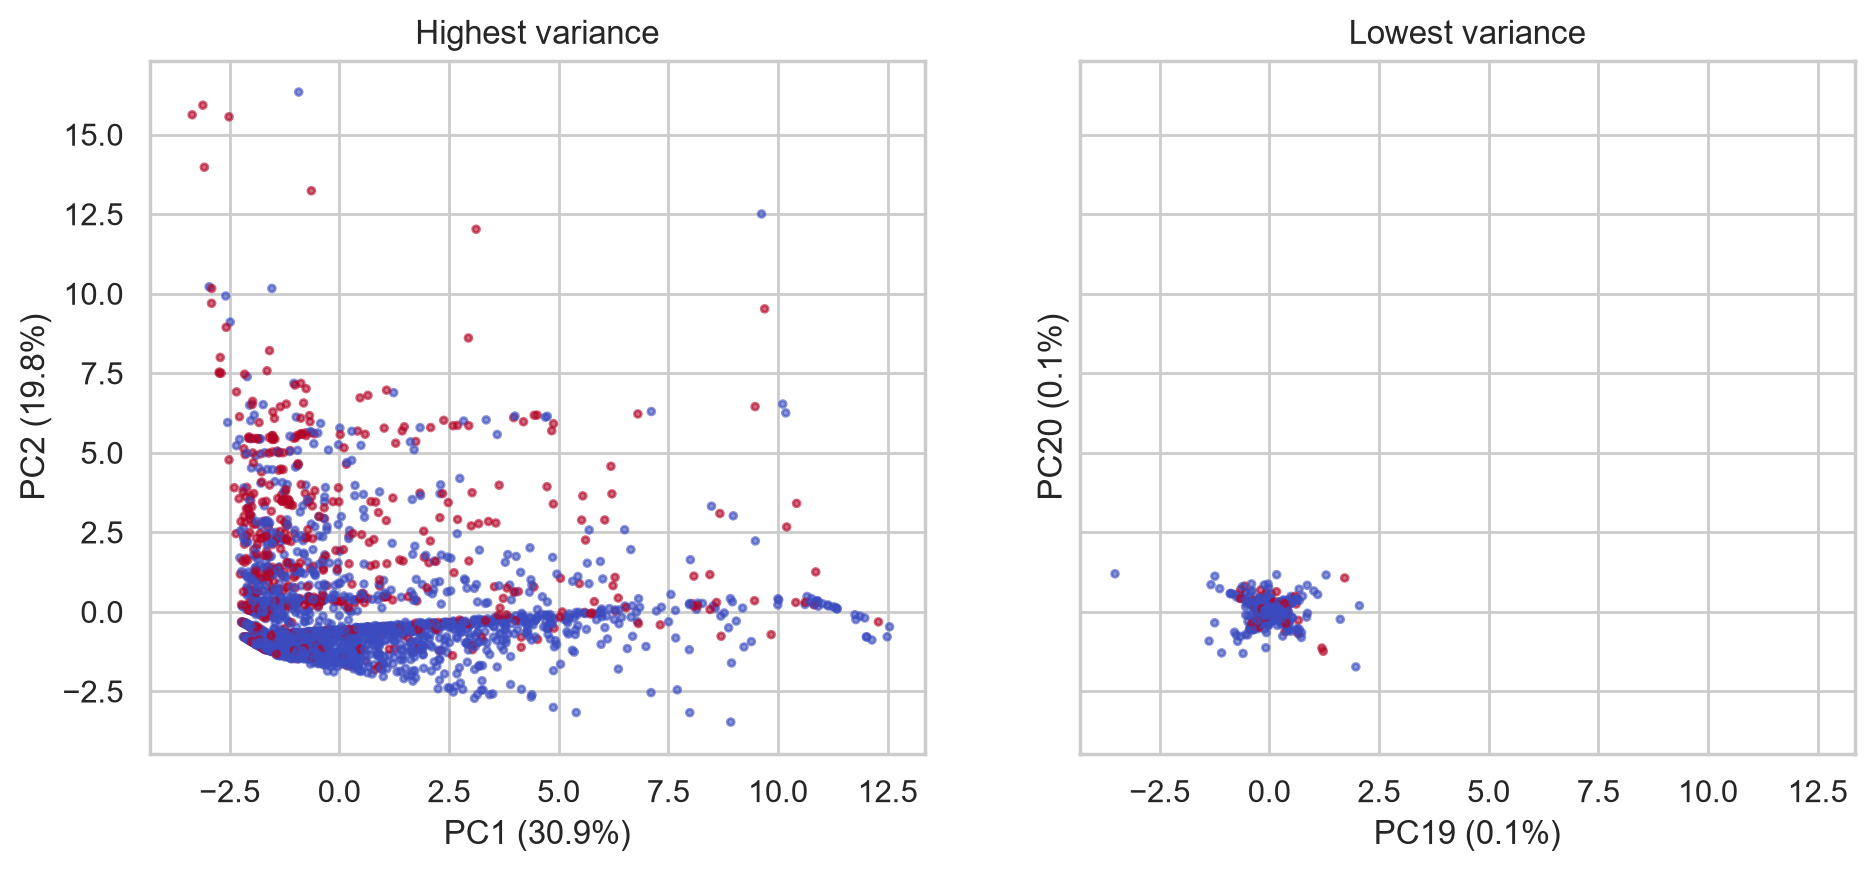 Highest variance
Lowest variance
15.0
12.5
10.0
7.5
5.0
2.5
0.0
−2.5
PC2 (19.8%)
−2.5 0.0 2.5 5.0 7.5 10.0 12.5
PC1 (30.9%)
PC20 (0.1%)
−2.5 0.0 2.5 5.0 7.5 10.0 12.5
PC19 (0.1%)